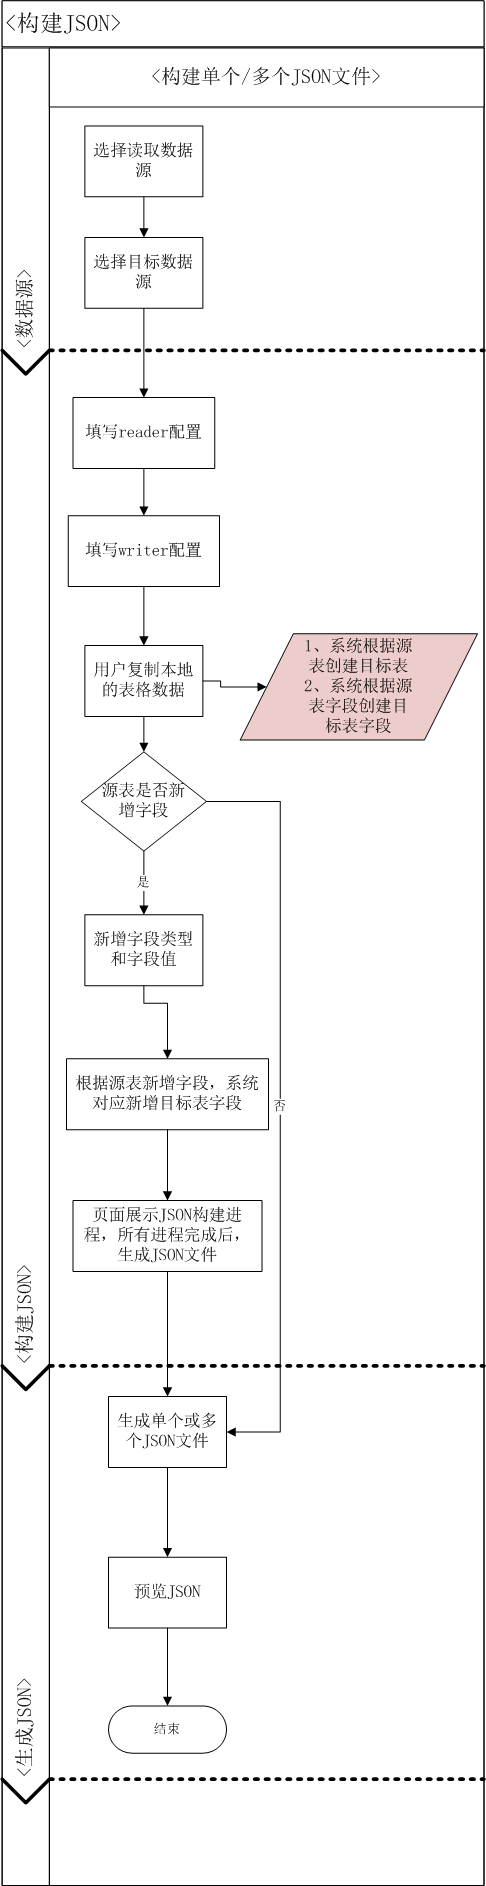 <构建JSON>
<构建单个/多个JSON文件>
选择读取数据
源
选择目标数据
源
<数据源>
填写reader配置
填写writer配置
用户复制本地
的表格数据
1、系统根据源
表创建目标表
2、系统根据源
表字段创建目
标表字段
源表是否新
增字段
是
新增字段类型
和字段值
根据源表新增字段，系统
对应新增目标表字段
否
页面展示JSON构建进
程，所有进程完成后，
生成JSON文件
<构建JSON>
生成单个或多
个JSON文件
预览JSON
结束
<生成JSON>